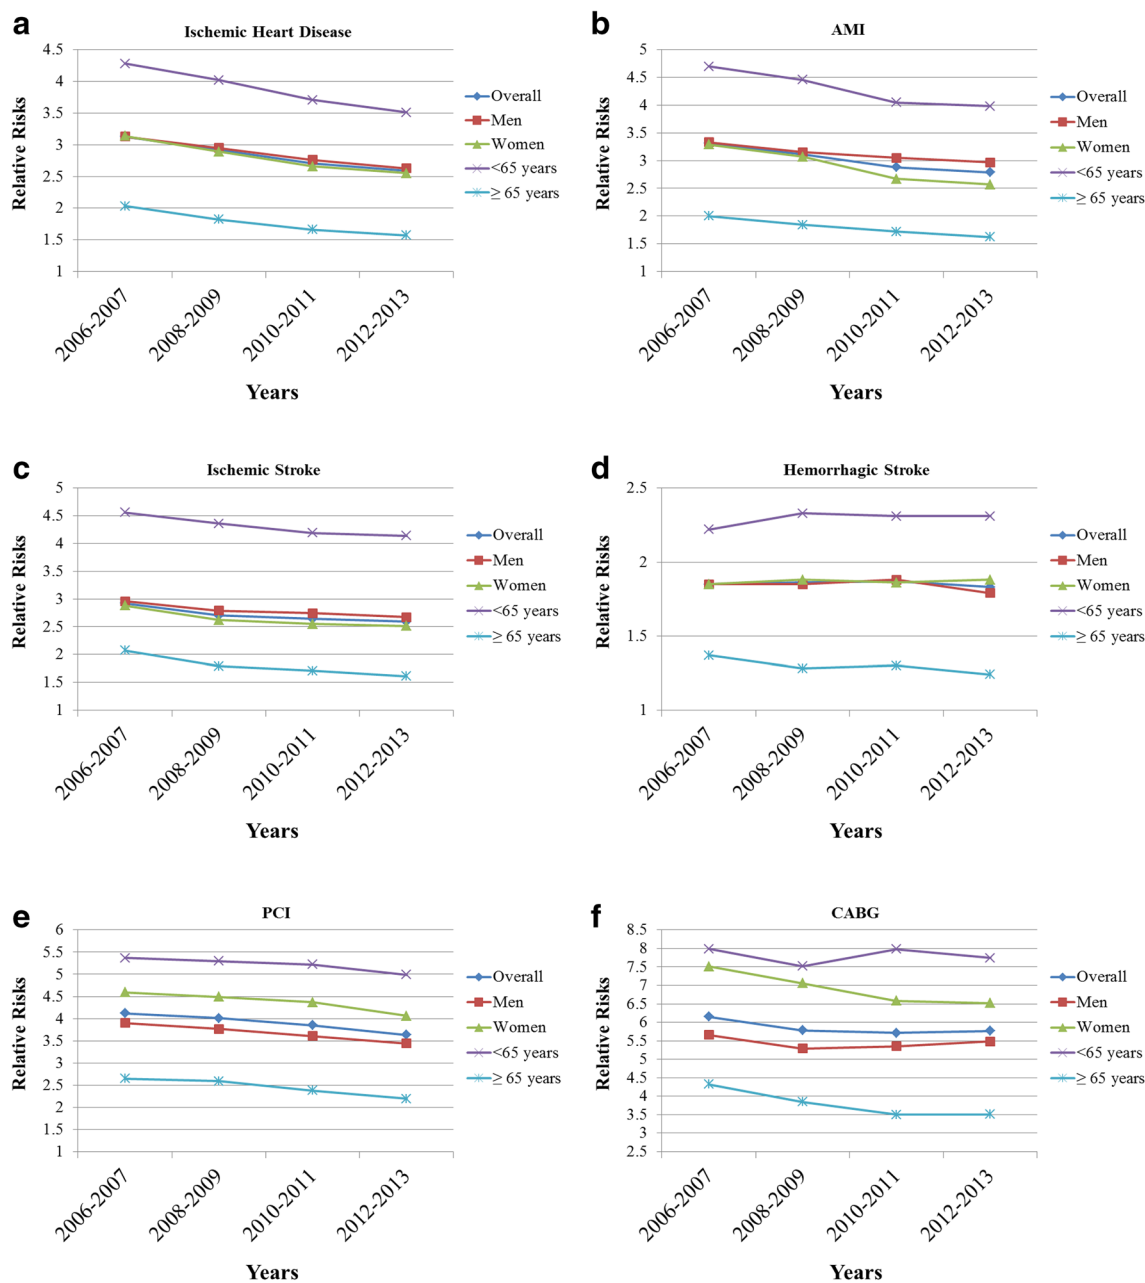 a
Ischemic Heart Disease
4.5
4
3.5
3
2.5
2
1.5
1
Relative Risks
2006-2007
2008-2009
2010-2011
2012-2013
Years
Overall
Men
Women
<65 years
≥ 65 years
b
AMI
5
4.5
4
3.5
3
2.5
2
1.5
1
Relative Risks
2006-2007
2008-2009
2010-2011
2012-2013
Years
Overall
Men
Women
<65 years
≥ 65 years
c
Ischemic Stroke
5
4.5
4
3.5
3
2.5
2
1.5
1
Relative Risks
2006-2007
2008-2009
2010-2011
2012-2013
Years
Overall
Men
Women
<65 years
≥ 65 years
d
Hemorrhagic Stroke
2.5
2
1.5
1
Relative Risks
2006-2007
2008-2009
2010-2011
2012-2013
Years
Overall
Men
Women
<65 years
≥ 65 years
e
PCI
6
5.5
5
4.5
4
3.5
3
2.5
2
1.5
1
Relative Risks
2006-2007
2008-2009
2010-2011
2012-2013
Years
Overall
Men
Women
<65 years
≥ 65 years
f
CABG
8.5
8
7.5
7
6.5
6
5.5
5
4.5
4
3.5
3
2.5
Relative Risks
2006-2007
2008-2009
2010-2011
2012-2013
Years
Overall
Men
Women
<65 years
≥ 65 years